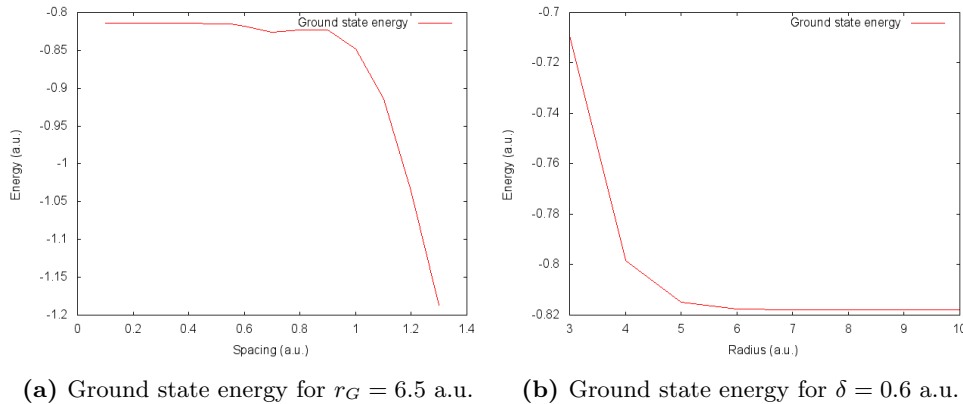 Ground state energy
Energy (a.u.)
-0.8
-0.85
-0.9
-0.95
-1
-1.05
-1.1
-1.15
-1.2
0 0.2 0.4 0.6 0.8 1 1.2 1.4
Spacing (a.u.)
(a) Ground state energy for r_G = 6.5 a.u.
Ground state energy
Energy (a.u.)
-0.7
-0.72
-0.74
-0.76
-0.78
-0.8
-0.82
3 4 5 6 7 8 9 10
Radius (a.u.)
(b) Ground state energy for δ = 0.6 a.u.